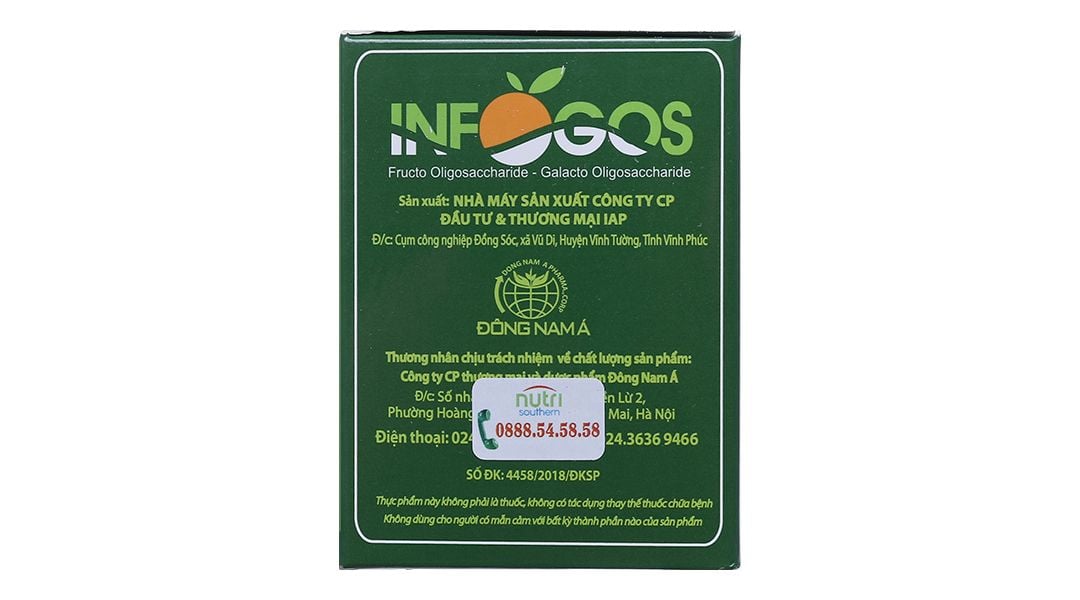 INFOGOS
Fructo Oligosaccharide - Galacto Oligosaccharide
Sản xuất: NHÀ MÁY SẢN XUẤT CÔNG TY CP
ĐẦU TƯ & THƯƠNG MẠI IAP
Đ/c: Cụm công nghiệp Đồng Sóc, xã Vũ Di, Huyện Vĩnh Tường, Tỉnh Vĩnh Phúc
DONG NAM A PHARMA.,CORP
ĐÔNG NAM Á
Thương nhân chịu trách nhiệm về chất lượng sản phẩm:
Công ty CP thương mại và dược phẩm Đông Nam Á
Đ/c: Số Lừ 2,
Phường Hoàng Mai, Hà Nội
nutri
southern
0888.54.58.58
Điện thoại: 024 24.3636 9466
SỐ ĐK: 4458/2018/ĐKSP
Thực phẩm này không phải là thuốc, không có tác dụng thay thế thuốc chữa bệnh
Không dùng cho người có mẫn cảm với bất kỳ thành phần nào của sản phẩm